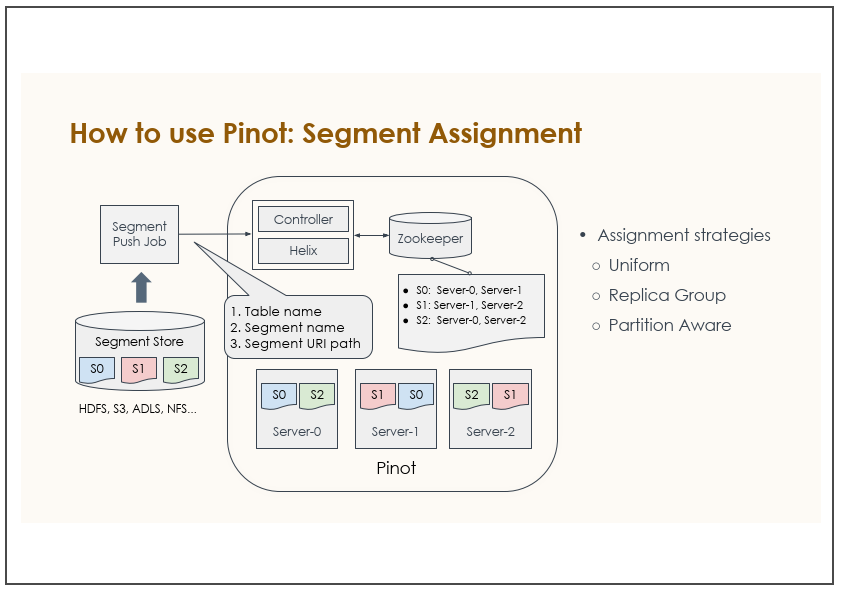 How to use Pinot: Segment Assignment
Segment
Push Job
Controller
Helix
Zookeeper
• S0:  Sever-0, Server-1
• S1: Server-1, Server-2
• S2:  Server-0, Server-2
1. Table name
2. Segment name
3. Segment URI path
Segment Store
S0 S1 S2
HDFS, S3, ADLS, NFS...
S0 S2
Server-0
S1 S0
Server-1
S2 S1
Server-2
Pinot
• Assignment strategies
○ Uniform
○ Replica Group
○ Partition Aware